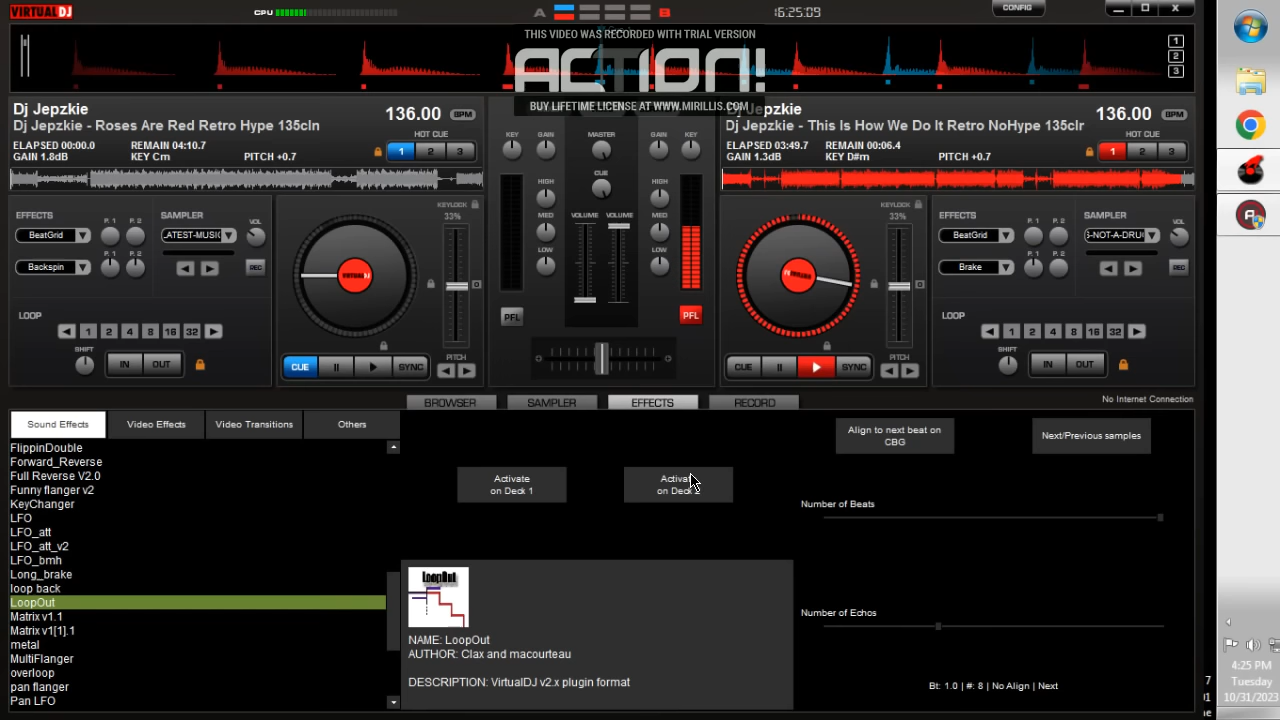 VIRTUAL DJ
CPU
A
B
16:25:09
CONFIG
THIS VIDEO WAS RECORDED WITH TRIAL VERSION
ACTION!
BUY LIFETIME LICENSE AT WWW.MIRILLIS.COM
1
2
3
Dj Jepzkie
Dj Jepzkie - Roses Are Red Retro Hype 135cln
136.00 BPM
HOT CUE
ELAPSED 00:00.0 REMAIN 04:10.7
GAIN 1.8dB KEY Cm PITCH +0.7
1 2 3
KEY GAIN MASTER GAIN KEY
CUE
HIGH HIGH
MED VOLUME VOLUME MED
LOW LOW
PFL PFL
Dj Jepzkie - This Is How We Do It Retro NoHype 135clr
136.00 BPM
HOT CUE
ELAPSED 03:49.7 REMAIN 00:06.4
GAIN 1.3dB KEY D#m PITCH +0.7
1 2 3
EFFECTS P. 1 P. 2 SAMPLER VOL
BeatGrid
Backspin REC
LOOP
1 2 4 8 16 32
SHIFT IN OUT
KEYLOCK
33%
VIRTUAL DJ
CUE SYNC
PITCH
KEYLOCK
33%
CUE SYNC
PITCH
EFFECTS P. 1 P. 2 SAMPLER VOL
BeatGrid
Brake REC
LOOP
1 2 4 8 16 32
SHIFT IN OUT
BROWSER SAMPLER EFFECTS RECORD
No Internet Connection
Sound Effects Video Effects Video Transitions Others
FlippinDouble
Forward_Reverse
Full Reverse V2.0
Funny flanger v2
KeyChanger
LFO
LFO_att
LFO_att_v2
LFO_bmh
Long_brake
loop back
LoopOut
Matrix v1.1
Matrix v1[1].1
metal
MultiFlanger
overloop
pan flanger
Pan LFO
Activate
on Deck 1
LoopOut
NAME: LoopOut
AUTHOR: Clax and macourteau
DESCRIPTION: VirtualDJ v2.x plugin format
Align to next beat on
CBG
Next/Previous samples
Number of Beats
Number of Echos
Bt: 1.0 | #: 8 | No Align | Next
4:25 PM
Tuesday
10/31/2023